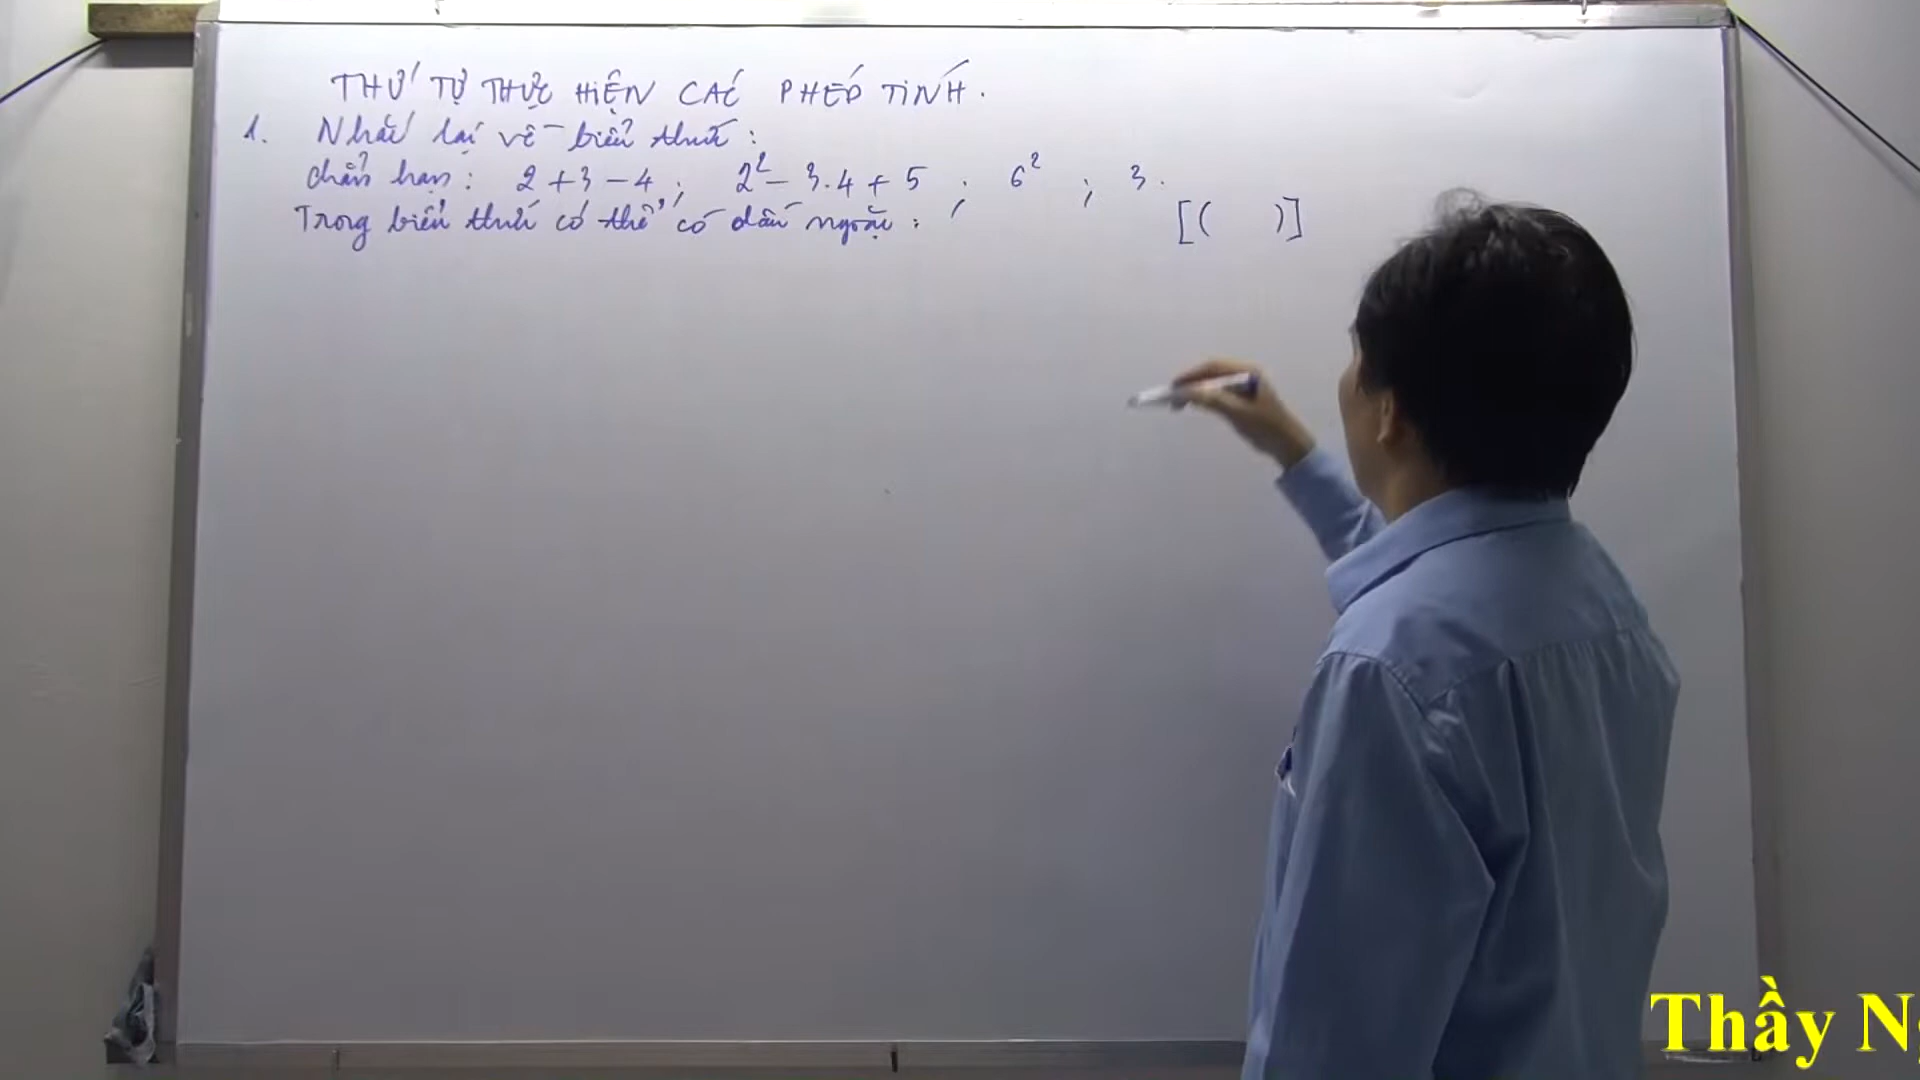 THỨ TỰ THỰC HIỆN CÁC PHÉP TÍNH.
1. Nhắc lại về biểu thức:
chẳn hạn: 2 + 3 - 4 ; 2² - 3.4 + 5 ; 6² ; 3.
Trong biểu thức có thể có dấu ngoặc : [( )]
Thầy N